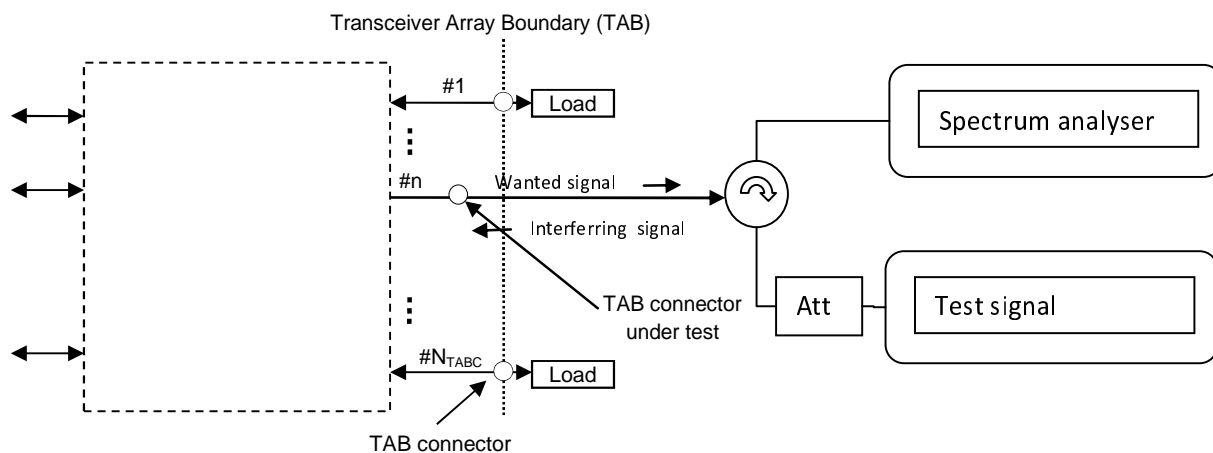 Transceiver Array Boundary (TAB)
#1
Load
Spectrum analyser
#n
Wanted signal
Interferring signal
TAB connector
under test
Att
Test signal
#N_TABC
Load
TAB connector